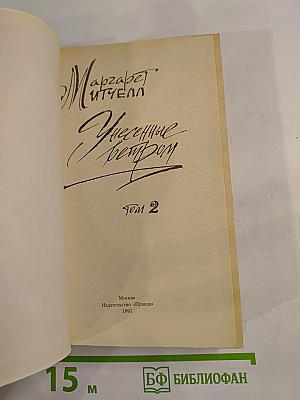 Маргарет
Митчелл
Унесенные
ветром
том 2
Москва
Издательство «Правда»
1991
15 м
БФ БИБЛИОФАН